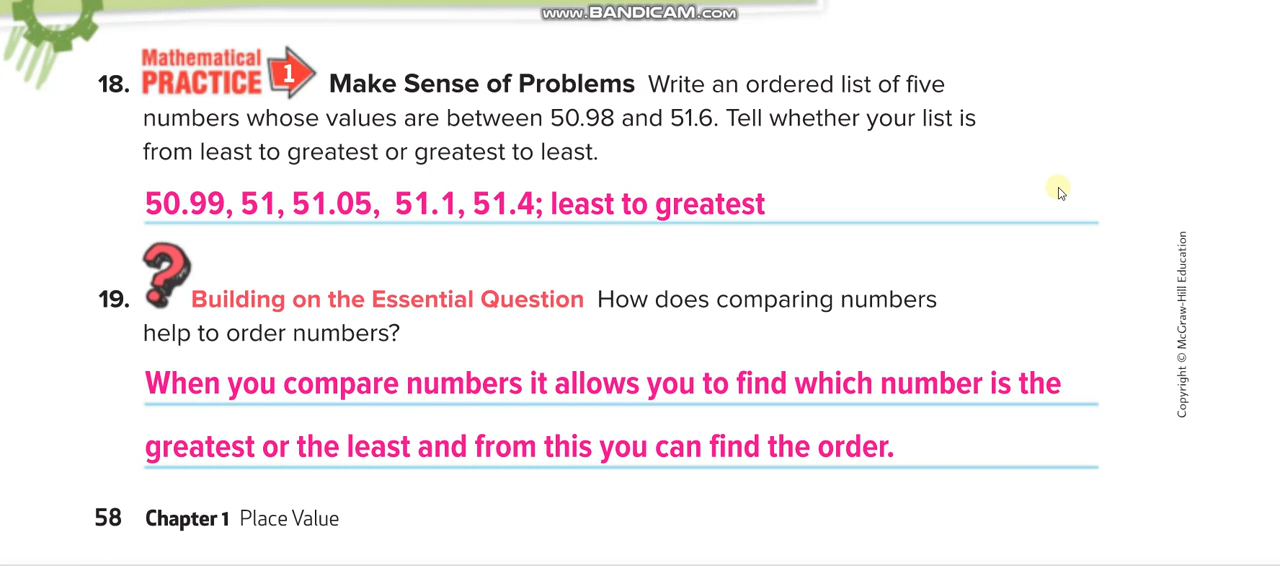 www.BANDICAM.com
18. Mathematical PRACTICE 1 Make Sense of Problems Write an ordered list of five
numbers whose values are between 50.98 and 51.6. Tell whether your list is
from least to greatest or greatest to least.
50.99, 51, 51.05, 51.1, 51.4; least to greatest
19. ? Building on the Essential Question How does comparing numbers
help to order numbers?
When you compare numbers it allows you to find which number is the
greatest or the least and from this you can find the order.
58 Chapter 1 Place Value
Copyright © McGraw-Hill Education